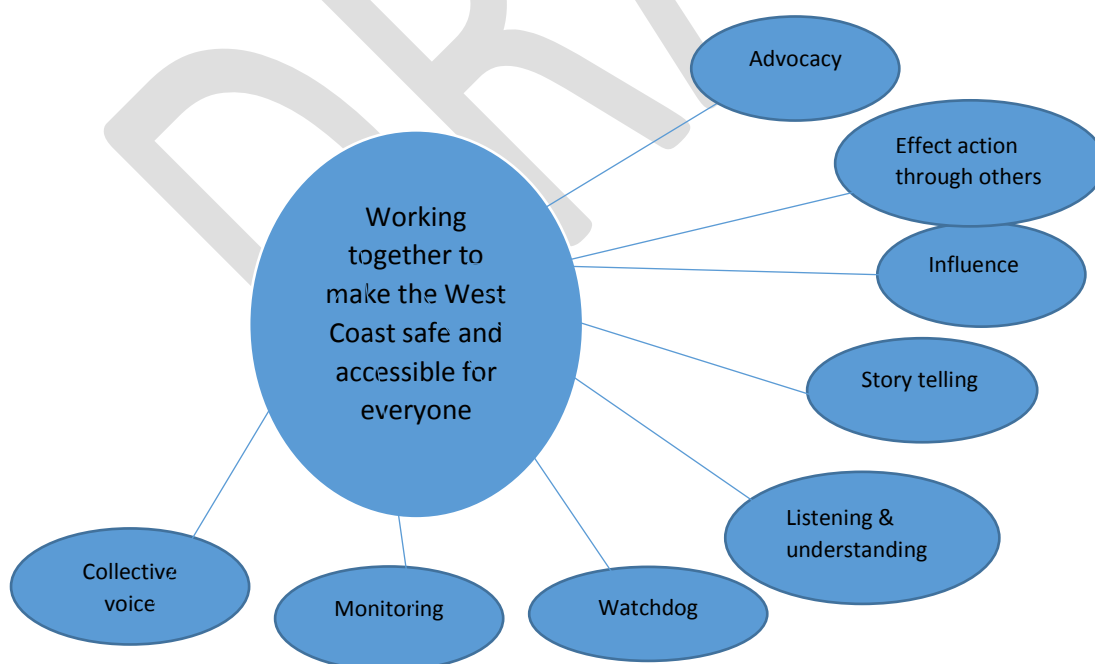 Advocacy
Effect action
through others
Influence
Working
together to
make the West
Coast safe and
accessible for
everyone
Story telling
Listening &
understanding
Collective
voice
Monitoring
Watchdog